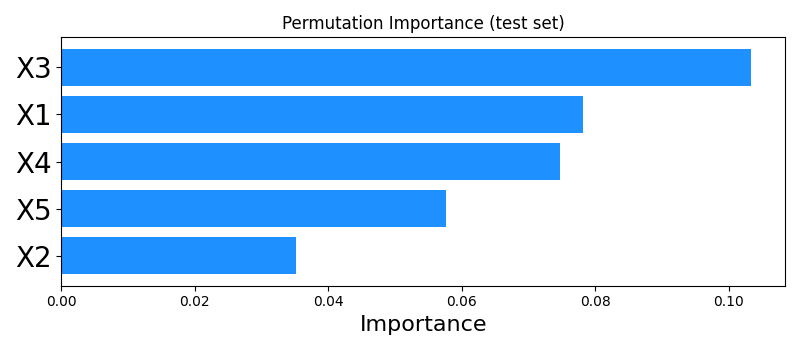 Permutation Importance (test set)
X3
X1
X4
X5
X2
0.00 0.02 0.04 0.06 0.08 0.10
Importance